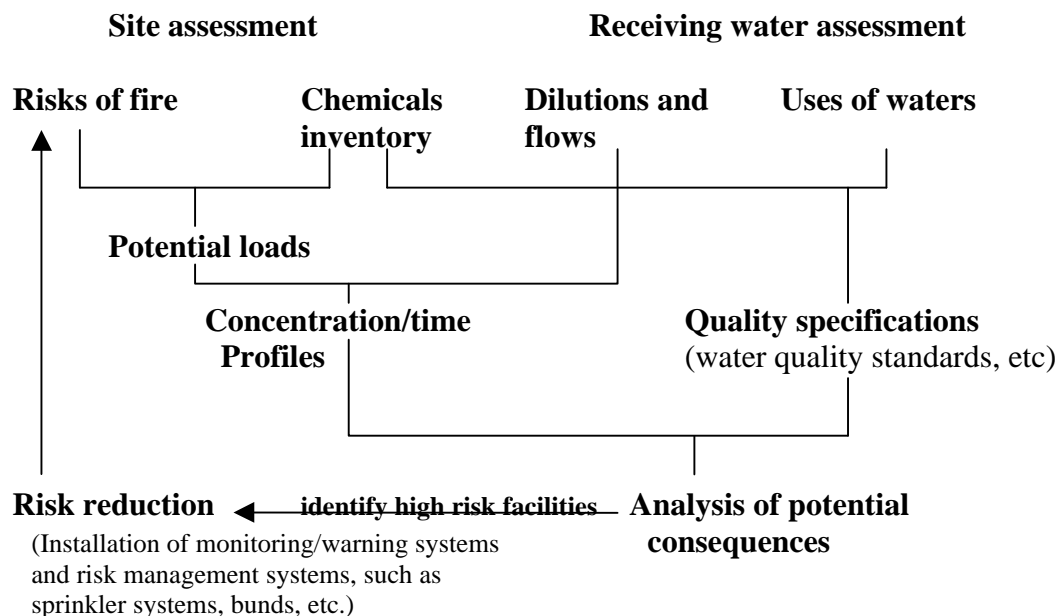 Site assessment
Receiving water assessment
Risks of fire
Chemicals
inventory
Dilutions and
flows
Uses of waters
Potential loads
Concentration/time
Profiles
Quality specifications
(water quality standards, etc)
Risk reduction
identify high risk facilities
Analysis of potential
consequences
(Installation of monitoring/warning systems
and risk management systems, such as
sprinkler systems, bunds, etc.)